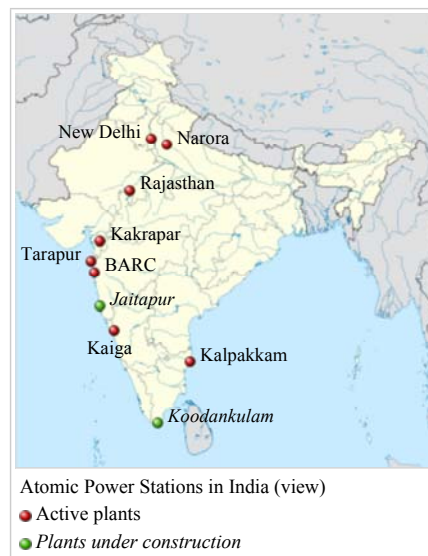 New Delhi
Narora
Rajasthan
Kakrapar
Tarapur
BARC
Jaitapur
Kaiga
Kalpakkam
Koodankulam
Atomic Power Stations in India (view)
Active plants
Plants under construction